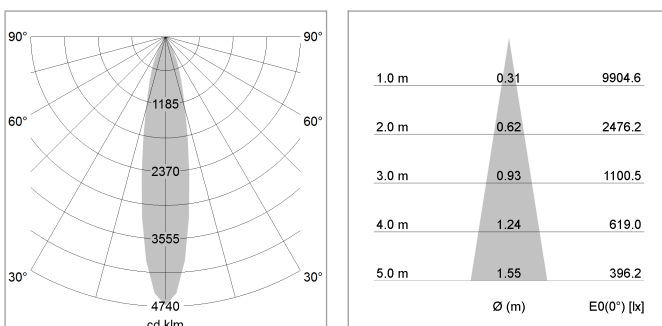 90° 90°
1185
60° 60°
2370
3555
30° 30°
4740
cd klm
1.0 m 0.31 9904.6
2.0 m 0.62 2476.2
3.0 m 0.93 1100.5
4.0 m 1.24 619.0
5.0 m 1.55 396.2
Ø (m) E0(0°) [lx]